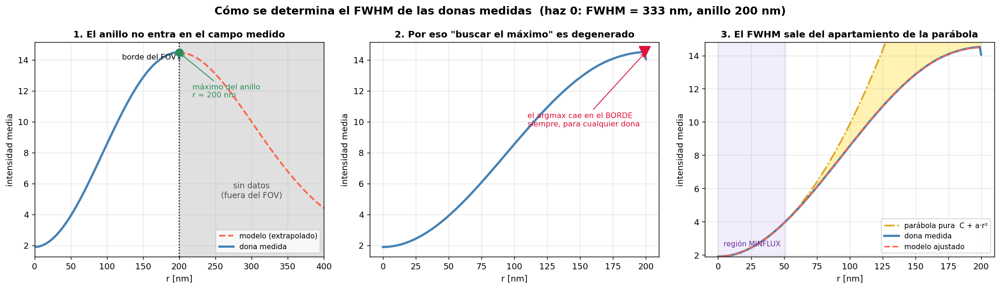 Cómo se determina el FWHM de las donas medidas  (haz 0: FWHM = 333 nm, anillo 200 nm)
1. El anillo no entra en el campo medido
intensidad media
14
12
10
8
6
4
2
borde del FOV
máximo del anillo
r = 200 nm
sin datos
(fuera del FOV)
modelo (extrapolado)
dona medida
0 50 100 150 200 250 300 350 400
r [nm]
2. Por eso "buscar el máximo" es degenerado
intensidad media
14
12
10
8
6
4
2
el argmax cae en el BORDE
siempre, para cualquier dona
0 25 50 75 100 125 150 175 200
r [nm]
3. El FWHM sale del apartamiento de la parábola
intensidad media
14
12
10
8
6
4
2
región MINFLUX
parábola pura  C + a·r²
dona medida
modelo ajustado
0 25 50 75 100 125 150 175 200
r [nm]